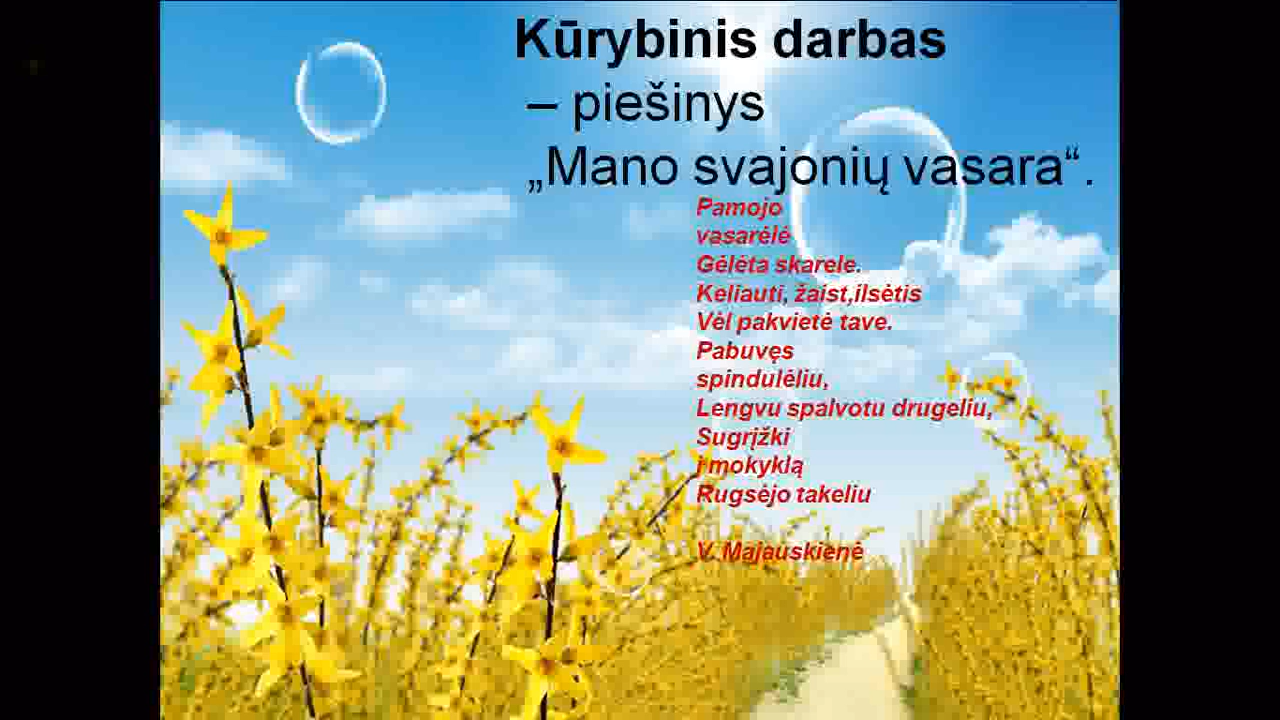 Kūrybinis darbas
– piešinys
„Mano svajonių vasara“.
Pamojo
vasarėlė
Gėlėta skarele.
Keliauti, žaist,ilsėtis
Vėl pakvietė tave.
Pabuvęs
spindulėliu,
Lengvu spalvotu drugeliu,
Sugrįžki
į mokyklą
Rugsėjo takeliu
V. Majauskienė